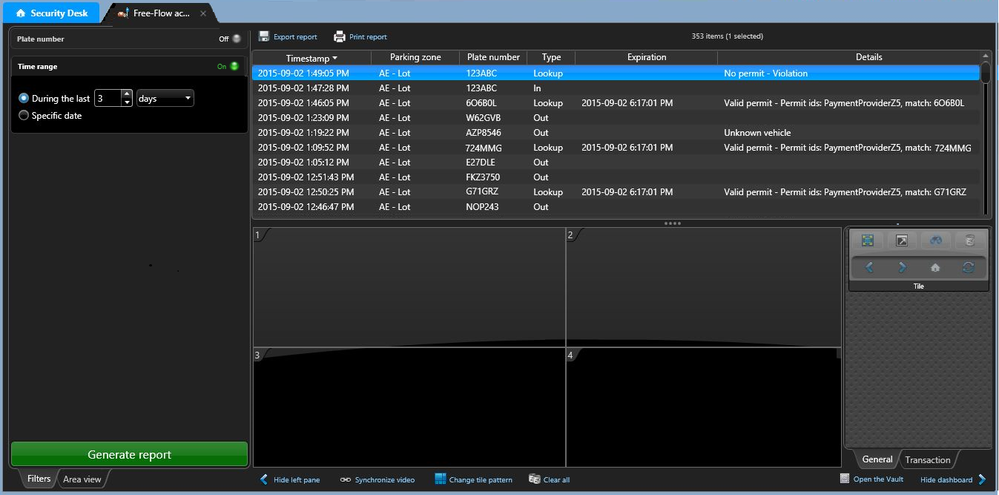 Security Desk
Free-Flow ac...
Plate number Off
Time range On
During the last 3 days
Specific date
Generate report
Filters Area view
Export report Print report 353 items (1 selected)
Timestamp Parking zone Plate number Type Expiration Details
2015-09-02 1:49:05 PM AE - Lot 123ABC Lookup No permit - Violation
2015-09-02 1:47:28 PM AE - Lot 123ABC In
2015-09-02 1:46:05 PM AE - Lot 6O6B0L Lookup 2015-09-02 6:17:01 PM Valid permit - Permit ids: PaymentProviderZ5, match: 6O6B0L
2015-09-02 1:23:09 PM AE - Lot W62GVB Out
2015-09-02 1:19:22 PM AE - Lot AZP8546 Out Unknown vehicle
2015-09-02 1:09:52 PM AE - Lot 724MMG Lookup 2015-09-02 6:17:01 PM Valid permit - Permit ids: PaymentProviderZ5, match: 724MMG
2015-09-02 1:05:12 PM AE - Lot E27DLE Out
2015-09-02 12:51:43 PM AE - Lot FKZ3750 Out
2015-09-02 12:50:25 PM AE - Lot G71GRZ Lookup 2015-09-02 6:17:01 PM Valid permit - Permit ids: PaymentProviderZ5, match: G71GRZ
2015-09-02 12:46:47 PM AE - Lot NOP243 Out
1 2
3 4
Tile
General Transaction
Hide left pane Synchronize video Change tile pattern Clear all Open the Vault Hide dashboard